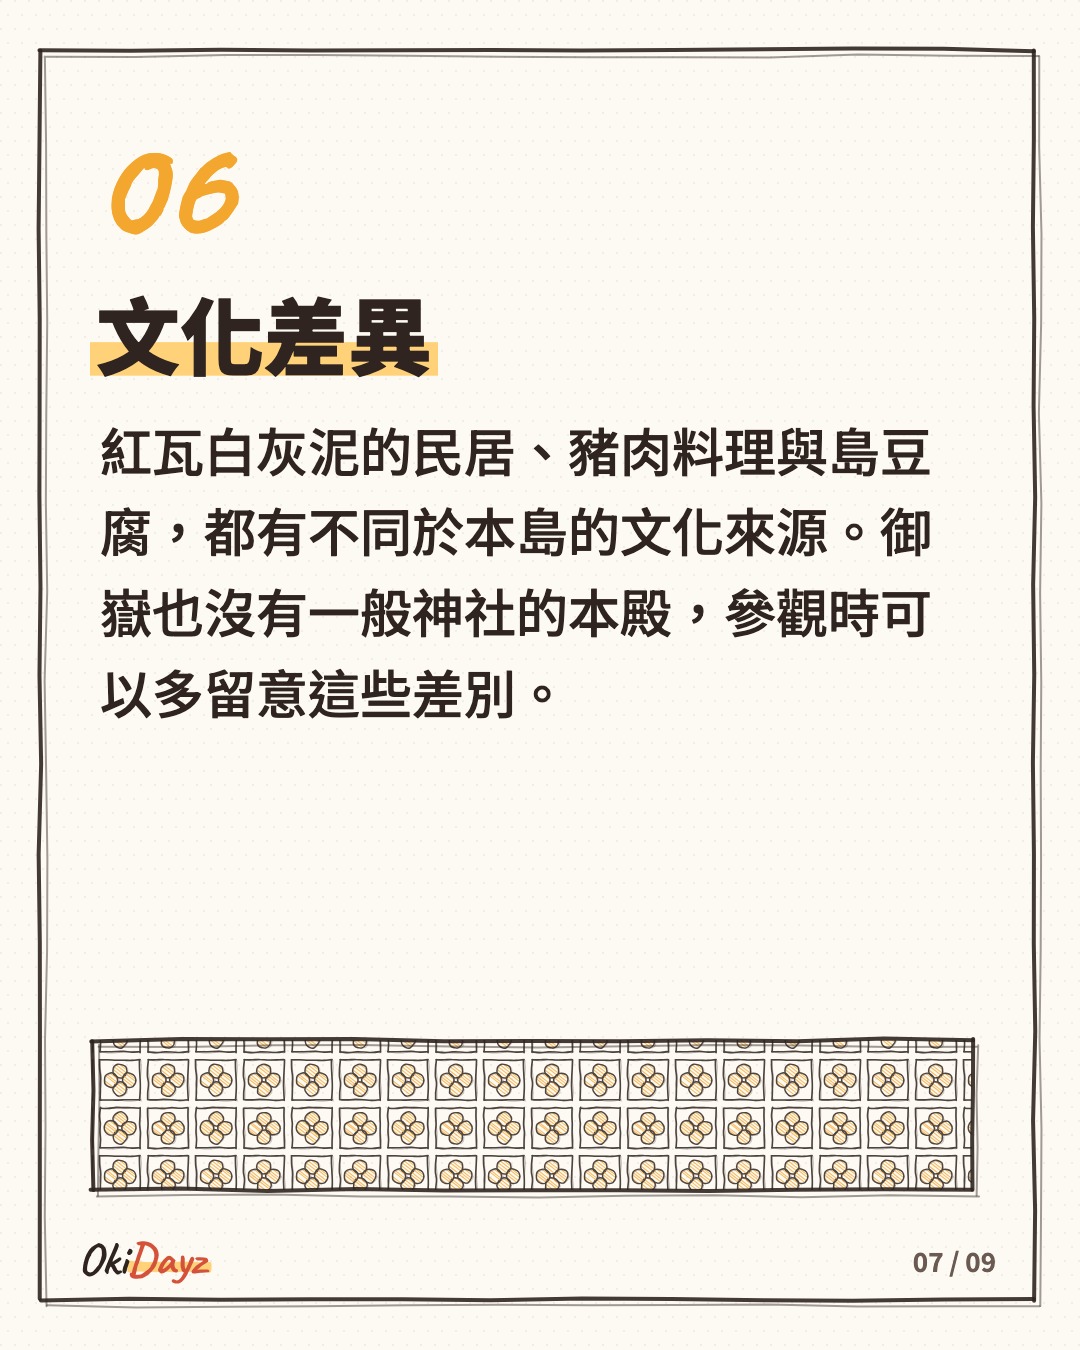 06
文化差異
紅瓦白灰泥的民居、豬肉料理與島豆
腐，都有不同於本島的文化來源。御
嶽也沒有一般神社的本殿，參觀時可
以多留意這些差別。
OkiDayz
07 / 09